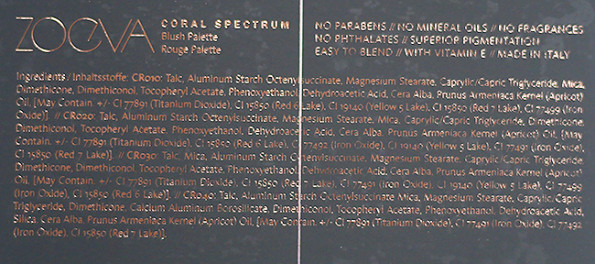 ZOEVA
CORAL SPECTRUM
Blush Palette
Rouge Palette
NO PARABENS // NO MINERAL OILS // NO FRAGRANCES
NO PHTHALATES // SUPERIOR PIGMENTATION
EASY TO BLEND // WITH VITAMIN E // MADE IN ITALY
Ingredients / Inhaltsstoffe: CR010: Talc, Aluminum Starch Octenylsuccinate, Magnesium Stearate, Caprylic/Capric Triglyceride, Mica,
Dimethicone, Dimethiconol, Tocopheryl Acetate, Phenoxyethanol, Dehydroacetic Acid, Cera Alba, Prunus Armeniaca Kernel (Apricot)
Oil, [May Contain. +/- CI 77891 (Titanium Dioxide), CI 15850 (Red 6 Lake), CI 19140 (Yellow 5 Lake), CI 15850 (Red 7 Lake), CI 77499 (Iron
Oxide)]. // CR020: Talc, Aluminum Starch Octenylsuccinate, Magnesium Stearate, Mica, Caprylic/Capric Triglyceride, Dimethicone,
Dimethiconol, Tocopheryl Acetate, Phenoxyethanol, Dehydroacetic Acid, Cera Alba, Prunus Armeniaca Kernel (Apricot) Oil, [May
Contain. +/- CI 77891 (Titanium Dioxide), CI 15850 (Red 6 Lake), CI 77492 (Iron Oxide), CI 19140 (Yellow 5 Lake), CI 77491 (Iron Oxide),
CI 15850 (Red 7 Lake)]. // CR030: Talc, Mica, Aluminum Starch Octenylsuccinate, Magnesium Stearate, Caprylic/Capric Triglyceride,
Dimethicone, Dimethiconol, Tocopheryl Acetate, Phenoxyethanol, Dehydroacetic Acid, Cera Alba, Prunus Armeniaca Kernel (Apricot)
Oil, [May Contain. +/- CI 77891 (Titanium Dioxide), CI 15850 (Red 7 Lake), CI 77491 (Iron Oxide), CI 19140 (Yellow 5 Lake), CI 77499
(Iron Oxide), CI 15850 (Red 6 Lake)]. // CR040: Talc, Aluminum Starch Octenylsuccinate Mica, Magnesium Stearate, Caprylic/Capric
Triglyceride, Dimethicone, Calcium Aluminum Borosilicate, Dimethiconol, Tocopheryl Acetate, Phenoxyethanol, Dehydroacetic Acid,
Silica, Cera Alba, Prunus Armeniaca Kernel (Apricot) Oil, [May Contain. +/- CI 77891 (Titanium Dioxide), CI 77491 (Iron Oxide), CI 77492
(Iron Oxide), CI 15850 (Red 7 Lake)].